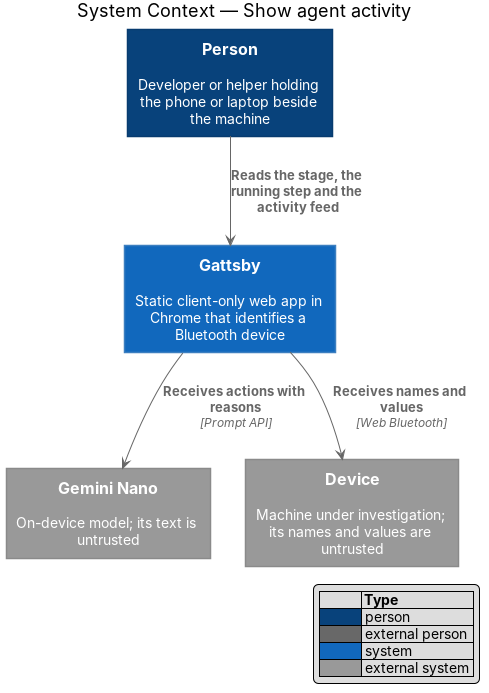 System Context — Show agent activity
Person
Developer or helper holding
the phone or laptop beside
the machine
Reads the stage, the
running step and the
activity feed
Gattsby
Static client-only web app in
Chrome that identifies a
Bluetooth device
Receives actions with
reasons
[Prompt API]
Receives names and
values
[Web Bluetooth]
Gemini Nano
On-device model; its text is
untrusted
Device
Machine under investigation;
its names and values are
untrusted
Type
person
external person
system
external system